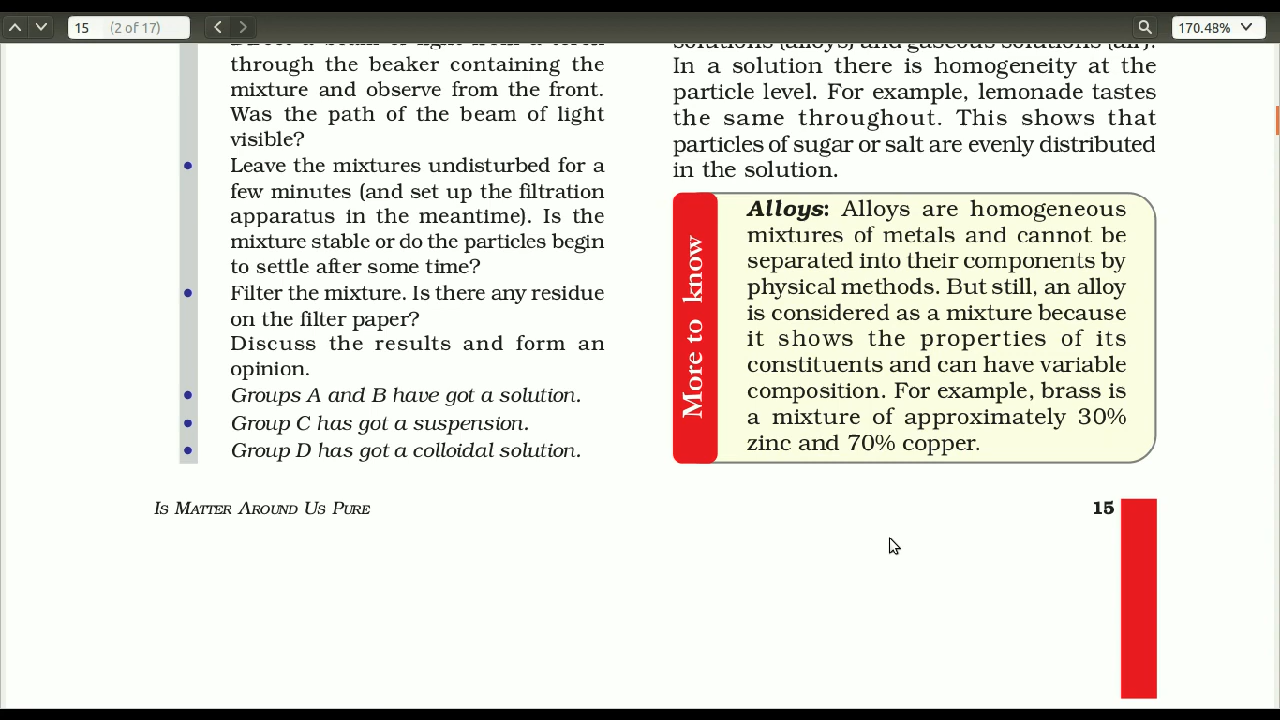 15 (2 of 17)
170.48%
through the beaker containing the
mixture and observe from the front.
Was the path of the beam of light
visible?
• Leave the mixtures undisturbed for a
few minutes (and set up the filtration
apparatus in the meantime). Is the
mixture stable or do the particles begin
to settle after some time?
• Filter the mixture. Is there any residue
on the filter paper?
Discuss the results and form an
opinion.
• Groups A and B have got a solution.
• Group C has got a suspension.
• Group D has got a colloidal solution.
solutions (alloys) and gaseous solutions (air).
In a solution there is homogeneity at the
particle level. For example, lemonade tastes
the same throughout. This shows that
particles of sugar or salt are evenly distributed
in the solution.
More to know
Alloys: Alloys are homogeneous
mixtures of metals and cannot be
separated into their components by
physical methods. But still, an alloy
is considered as a mixture because
it shows the properties of its
constituents and can have variable
composition. For example, brass is
a mixture of approximately 30%
zinc and 70% copper.
IS MATTER AROUND US PURE
15